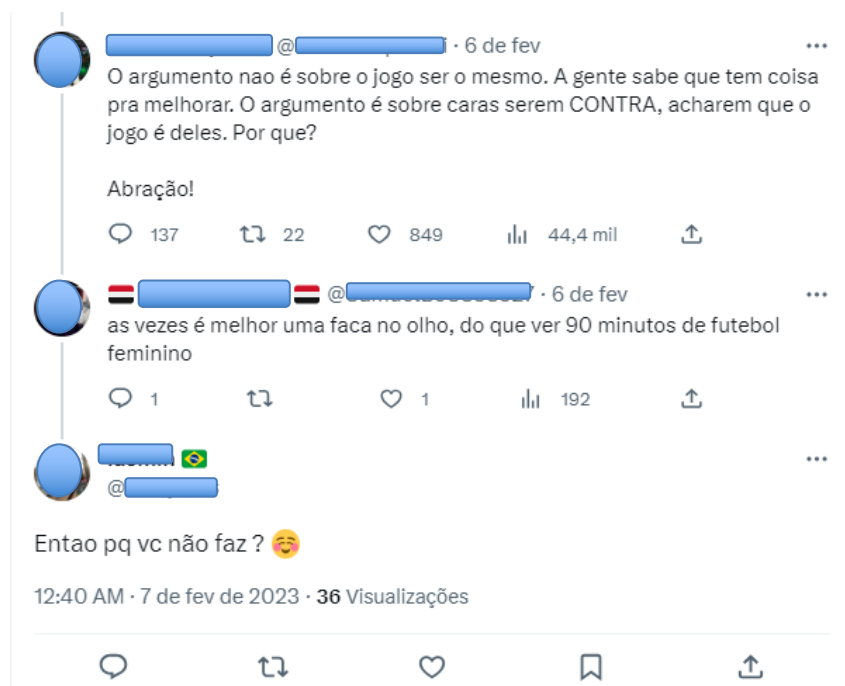 @ · 6 de fev
O argumento nao é sobre o jogo ser o mesmo. A gente sabe que tem coisa
pra melhorar. O argumento é sobre caras serem CONTRA, acharem que o
jogo é deles. Por que?
Abração!
137 22 849 44,4 mil
@ · 6 de fev
as vezes é melhor uma faca no olho, do que ver 90 minutos de futebol
feminino
1 1 192
@
Entao pq vc não faz ?
12:40 AM · 7 de fev de 2023 · 36 Visualizações